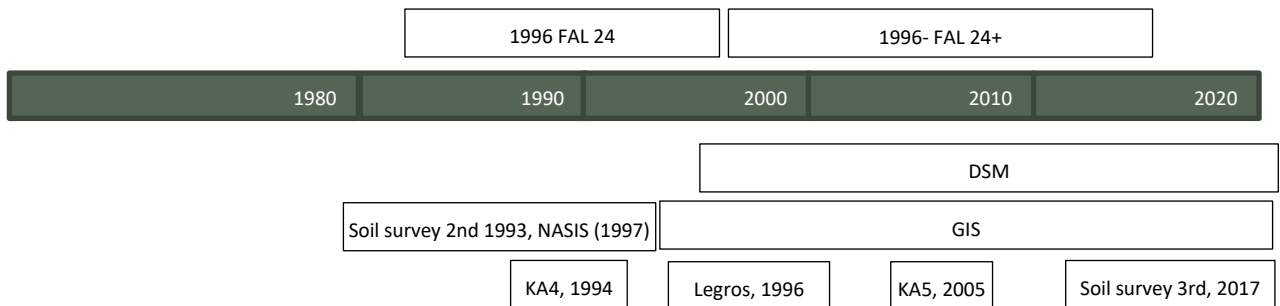 1996 FAL 24
1996- FAL 24+
1980
1990
2000
2010
2020
DSM
Soil survey 2nd 1993, NASIS (1997)
GIS
KA4, 1994
Legros, 1996
KA5, 2005
Soil survey 3rd, 2017